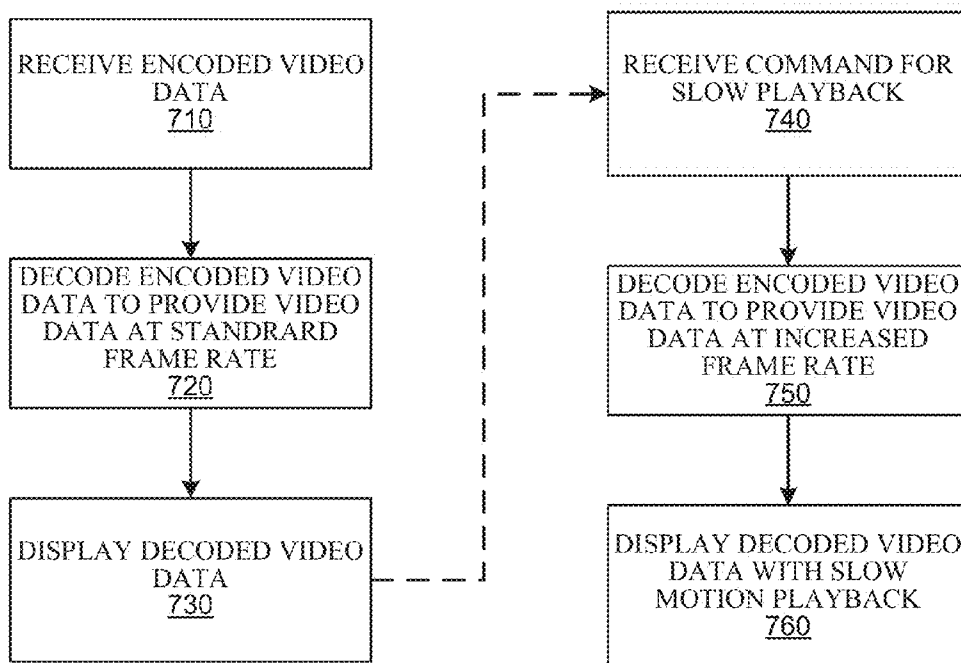 RECEIVE ENCODED VIDEO
DATA
710
DECODE ENCODED VIDEO
DATA TO PROVIDE VIDEO
DATA AT STANDRARD
FRAME RATE
720
DISPLAY DECODED VIDEO
DATA
730
RECEIVE COMMAND FOR
SLOW PLAYBACK
740
DECODE ENCODED VIDEO
DATA TO PROVIDE VIDEO
DATA AT INCREASED
FRAME RATE
750
DISPLAY DECODED VIDEO
DATA WITH SLOW
MOTION PLAYBACK
760